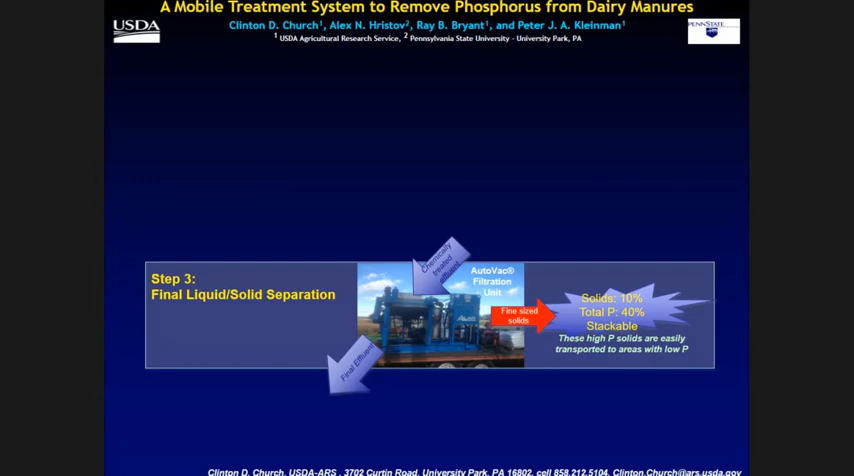 A Mobile Treatment System to Remove Phosphorus from Dairy Manures
Clinton D. Church¹, Alex N. Hristov², Ray B. Bryant¹, and Peter J. A. Kleinman¹
¹ USDA Agricultural Research Service, ² Pennsylvania State University - University Park, PA
USDA
PENNSTATE
Step 3:
Final Liquid/Solid Separation
Chemically
treated
effluent
AutoVac®
Filtration
Unit
Fine sized
solids
Solids: 10%
Total P: 40%
Stackable
These high P solids are easily
transported to areas with low P
Final Effluent
Clinton D. Church, USDA-ARS , 3702 Curtin Road, University Park, PA 16802, cell 858.212.5104, Clinton.Church@ars.usda.gov